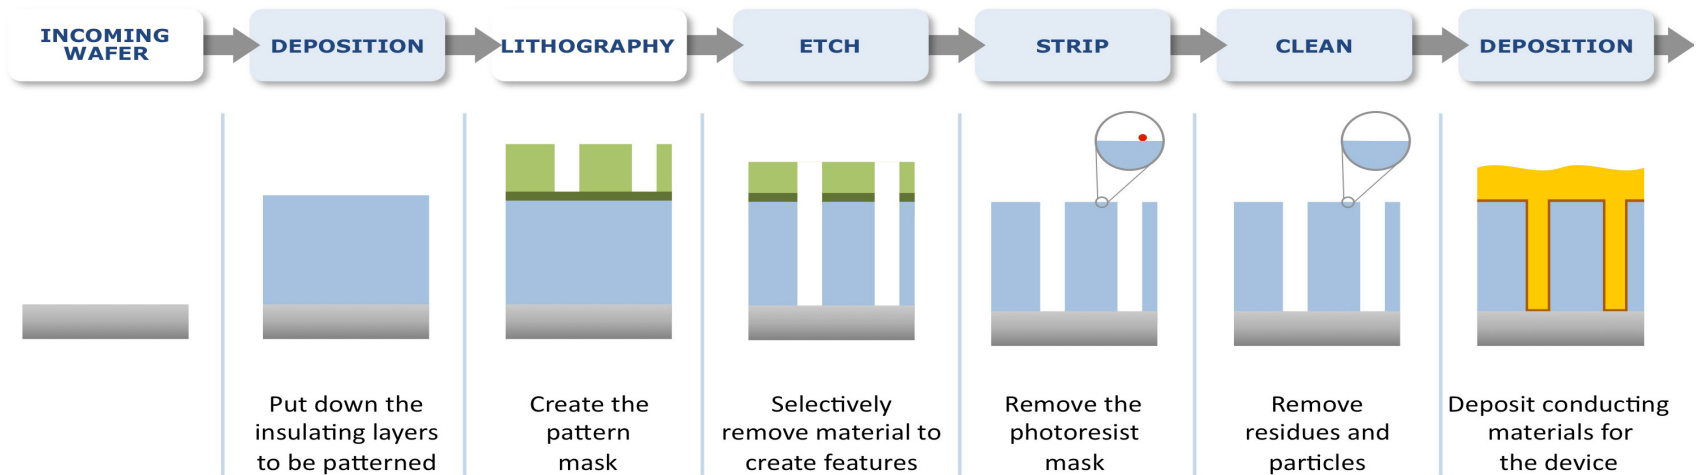 INCOMING
WAFER
DEPOSITION
LITHOGRAPHY
ETCH
STRIP
CLEAN
DEPOSITION
Put down the
insulating layers
to be patterned
Create the
pattern
mask
Selectively
remove material to
create features
Remove the
photoresist
mask
Remove
residues and
particles
Deposit conducting
materials for
the device